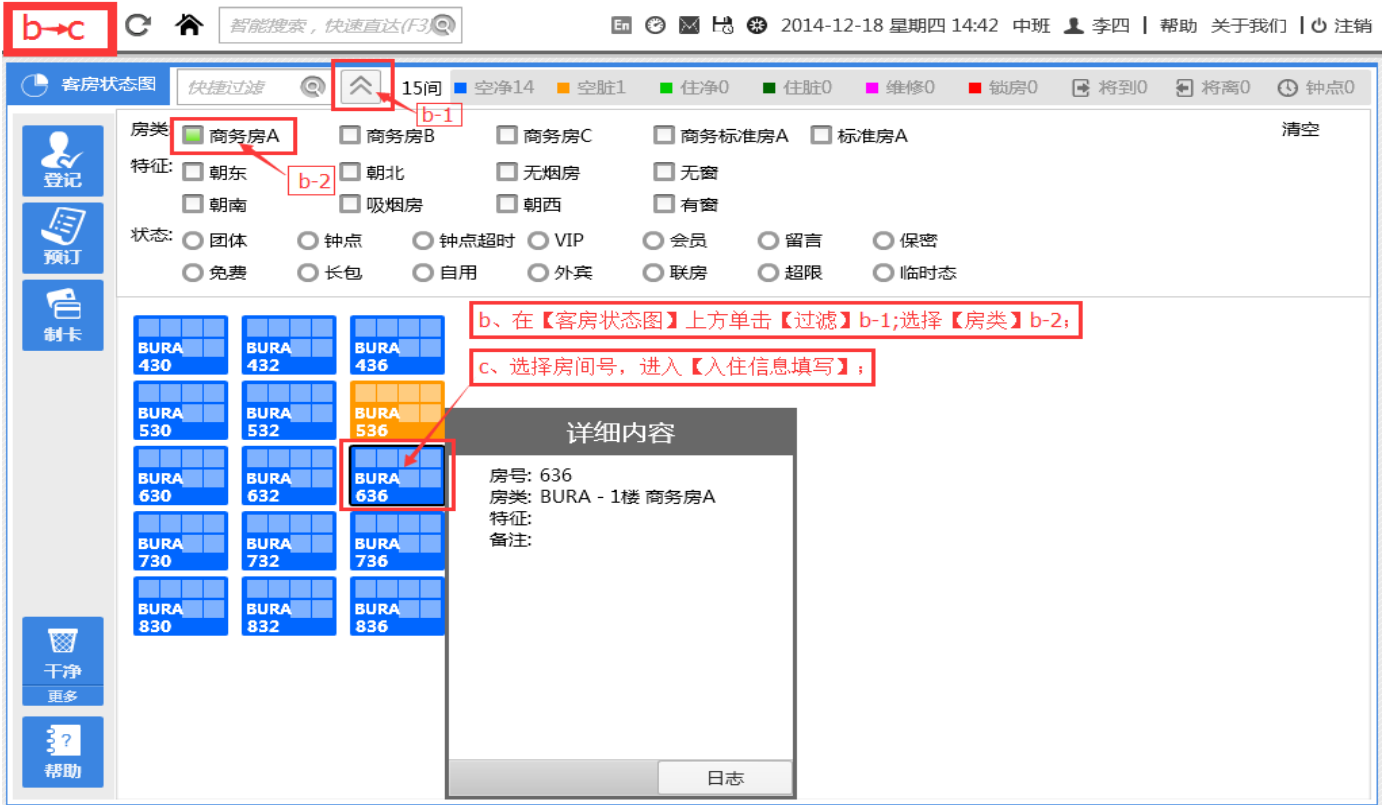 b→c 智能搜索，快速直达(F3) En 2014-12-18 星期四 14:42 中班 李四 | 帮助 关于我们 | 注销
客房状态图 快捷过滤 15间 空净14 空脏1 住净0 住脏0 维修0 锁房0 将到0 将离0 钟点0
b-1
房类: 商务房A 商务房B 商务房C 商务标准房A 标准房A 清空
b-2
特征: 朝东 朝北 无烟房 无窗
朝南 吸烟房 朝西 有窗
状态: 团体 钟点 钟点超时 VIP 会员 留言 保密
免费 长包 自用 外宾 联房 超限 临时态
登记
预订
制卡
干净
更多
帮助
b、在【客房状态图】上方单击【过滤】b-1;选择【房类】b-2;
c、选择房间号，进入【入住信息填写】;
BURA BURA BURA
430 432 436
BURA BURA BURA
530 532 536
BURA BURA BURA
630 632 636
BURA BURA BURA
730 732 736
BURA BURA BURA
830 832 836
详细内容
房号: 636
房类: BURA - 1楼 商务房A
特征:
备注:
日志